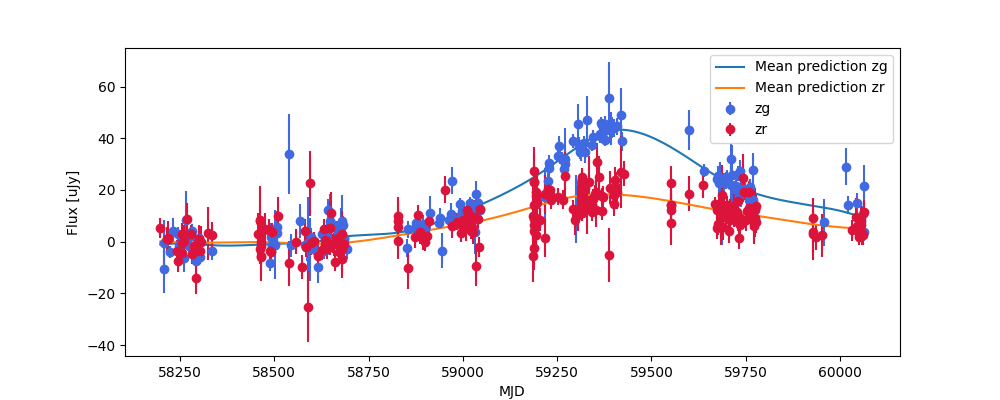 Mean prediction zg
Mean prediction zr
zg
zr
60
40
20
0
−20
−40
Flux [uJy]
58250
58500
58750
59000
59250
59500
59750
60000
MJD